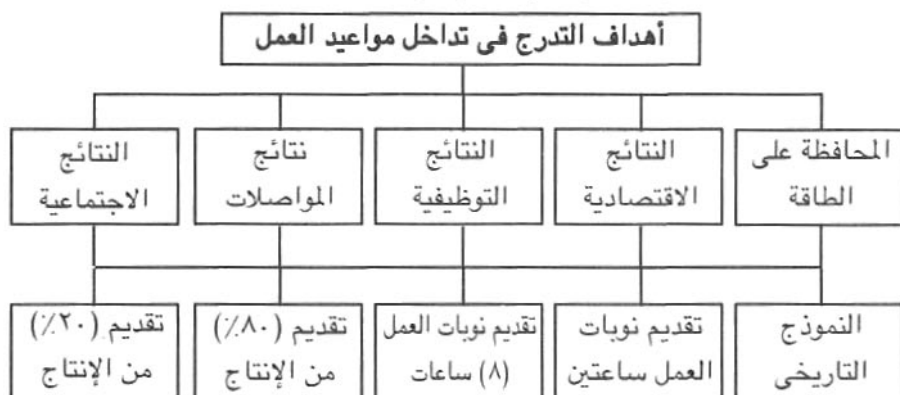 أهداف التدرج فى تداخل مواعيد العمل
المحافظة على
الطاقة
النتائج
الاقتصادية
النتائج
التوظيفية
نتائج
المواصلات
النتائج
الاجتماعية
النموذج
التاريخى
تقديم نوبات
العمل ساعتين
تقديم نوبات العمل
(٨) ساعات
تقديم (٨٠٪)
من الإنتاج
تقديم (٢٠٪)
من الإنتاج